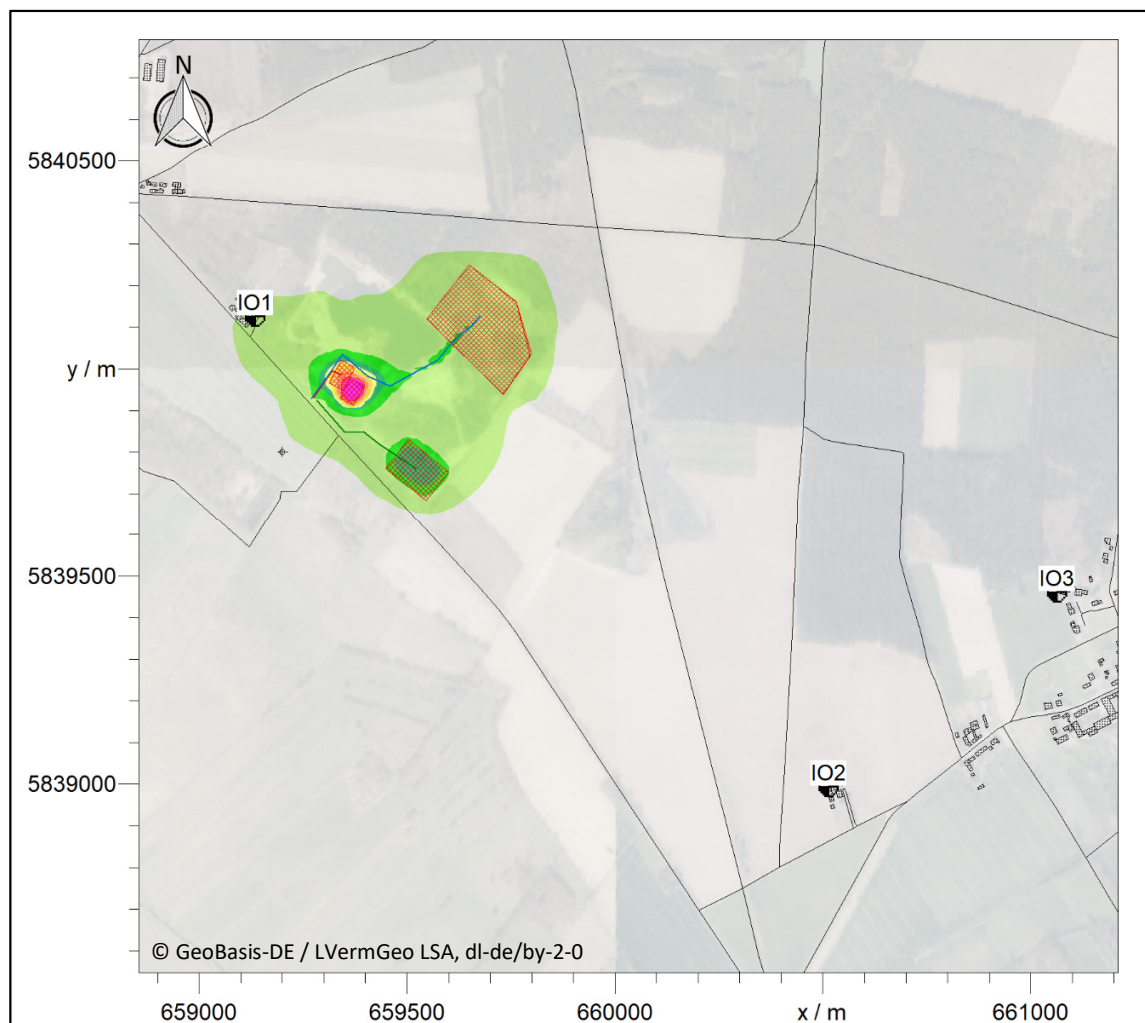 N
5840500
IO1
y / m
5839500
IO3
5839000
IO2
© GeoBasis-DE / LVermGeo LSA, dl-de/by-2-0
659000 659500 660000 x / m 661000